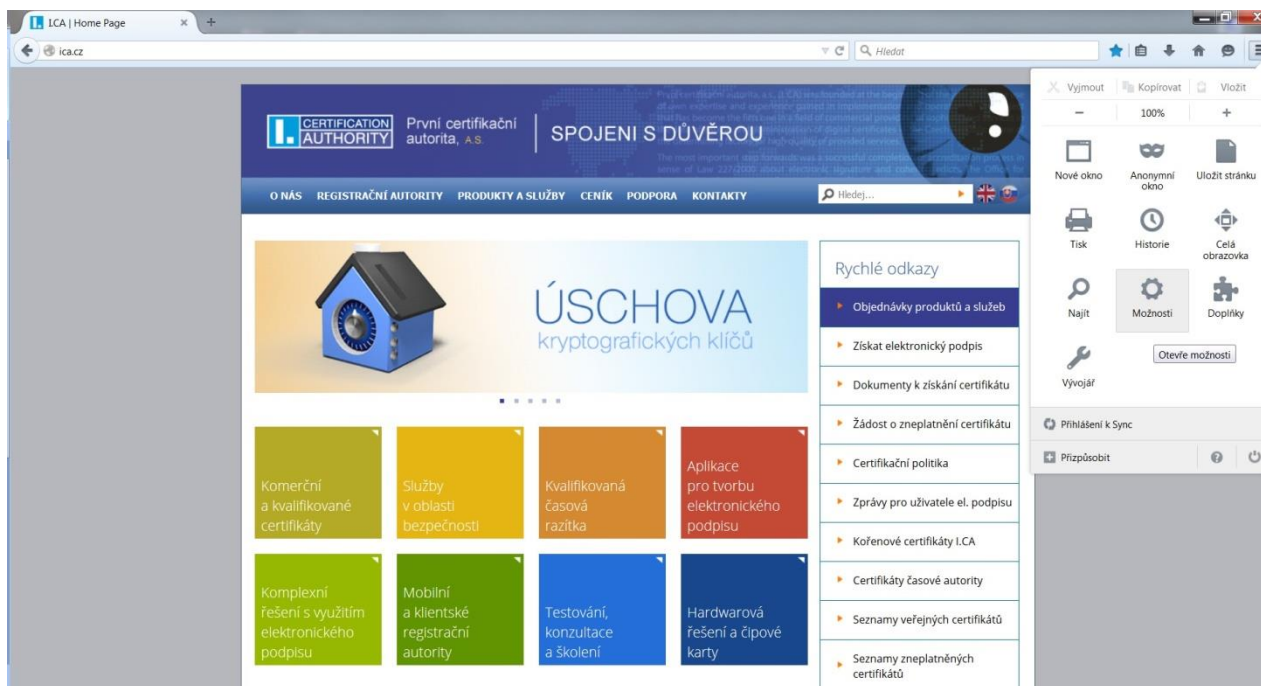 I.CA | Home Page
ica.cz
Hledat
Vyjmout
Kopírovat
Vložit
100%
Nové okno
Anonymní
okno
Uložit stránku
Tisk
Historie
Celá
obrazovka
Najít
Možnosti
Doplňky
Otevře možnosti
Vývojář
Přihlášení k Sync
Přizpůsobit
I.
CERTIFICATION
AUTHORITY
První certifikační
autorita, A.S.
SPOJENI S DŮVĚROU
O NÁS
REGISTRAČNÍ AUTORITY
PRODUKTY A SLUŽBY
CENÍK
PODPORA
KONTAKTY
Hledej...
ÚSCHOVA
kryptografických klíčů
Rychlé odkazy
Objednávky produktů a služeb
Získat elektronický podpis
Dokumenty k získání certifikátu
Žádost o zneplatnění certifikátu
Certifikační politika
Zprávy pro uživatele el. podpisu
Kořenové certifikáty I.CA
Certifikáty časové autority
Seznamy veřejných certifikátů
Seznamy zneplatněných
certifikátů
Komerční
a kvalifikované
certifikáty
Služby
v oblasti
bezpečnosti
Kvalifikovaná
časová
razítka
Aplikace
pro tvorbu
elektronického
podpisu
Komplexní
řešení s využitím
elektronického
podpisu
Mobilní
a klientské
registrační
autority
Testování,
konzultace
a školení
Hardwarová
řešení a čipové
karty